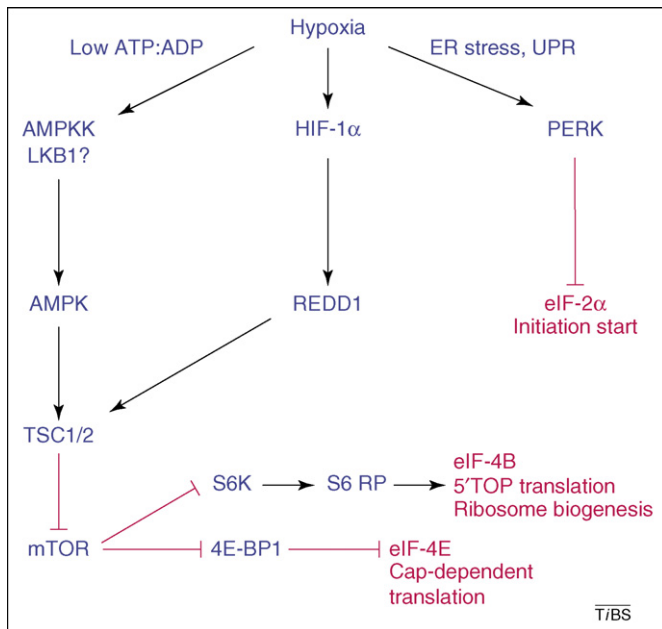 Hypoxia
Low ATP:ADP
ER stress, UPR
AMPKK
LKB1?
HIF-1α
PERK
AMPK
REDD1
eIF-2α
Initiation start
TSC1/2
S6K
S6 RP
eIF-4B
5′TOP translation
Ribosome biogenesis
mTOR
4E-BP1
eIF-4E
Cap-dependent
translation
TiBS